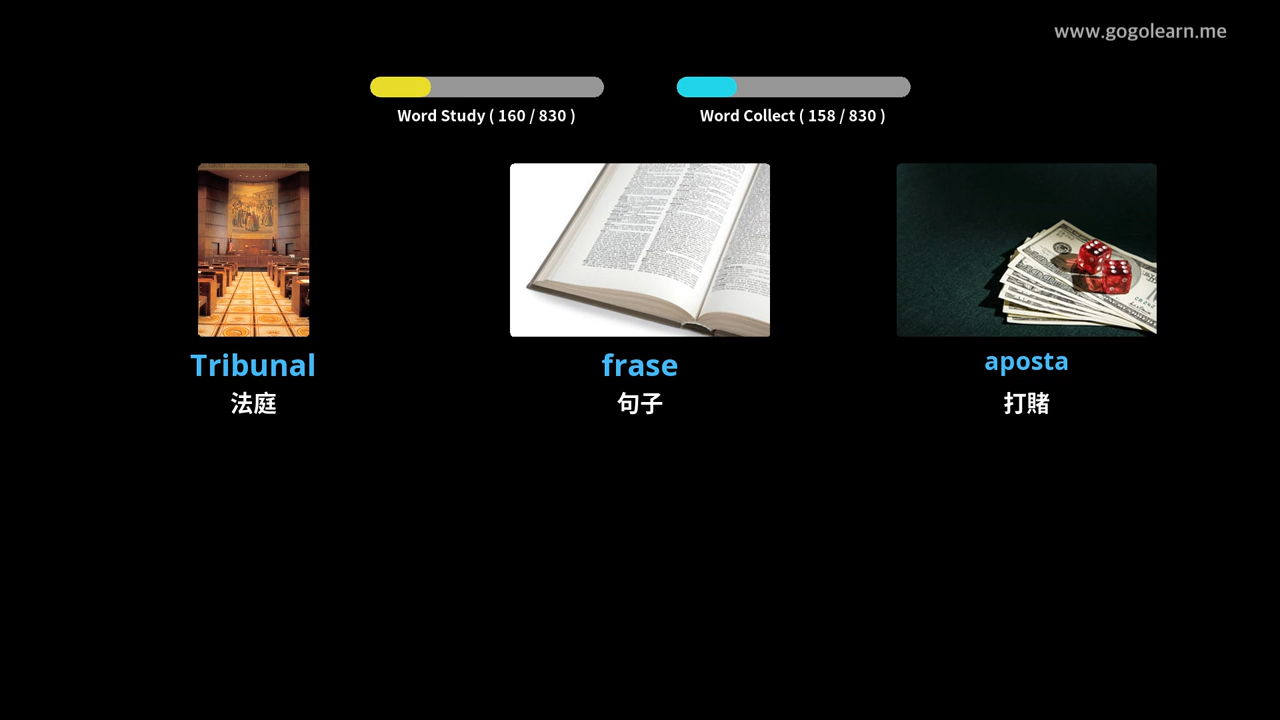 www.gogolearn.me
Word Study ( 160 / 830 )
Word Collect ( 158 / 830 )
Tribunal
法庭
frase
句子
aposta
打賭